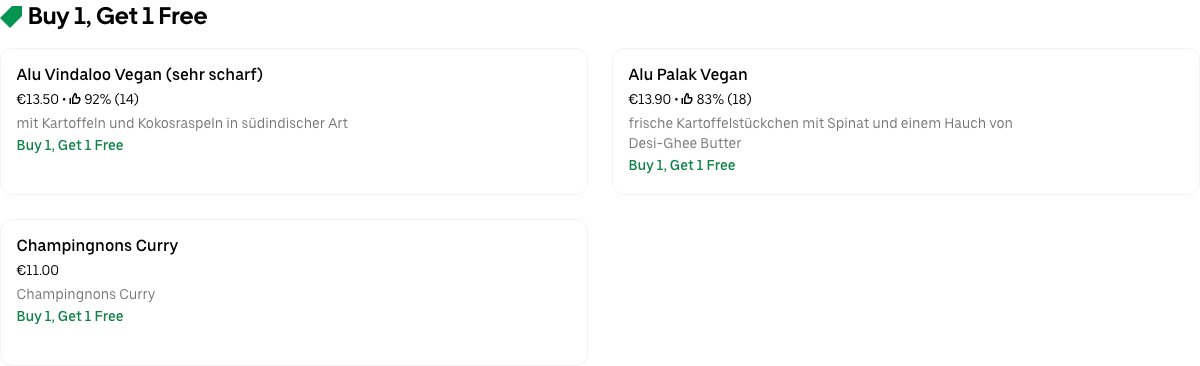 Buy 1, Get 1 Free
Alu Vindaloo Vegan (sehr scharf)
€13.50 • 92% (14)
mit Kartoffeln und Kokosraspeln in südindischer Art
Buy 1, Get 1 Free
Alu Palak Vegan
€13.90 • 83% (18)
frische Kartoffelstückchen mit Spinat und einem Hauch von
Desi-Ghee Butter
Buy 1, Get 1 Free
Champingnons Curry
€11.00
Champingnons Curry
Buy 1, Get 1 Free